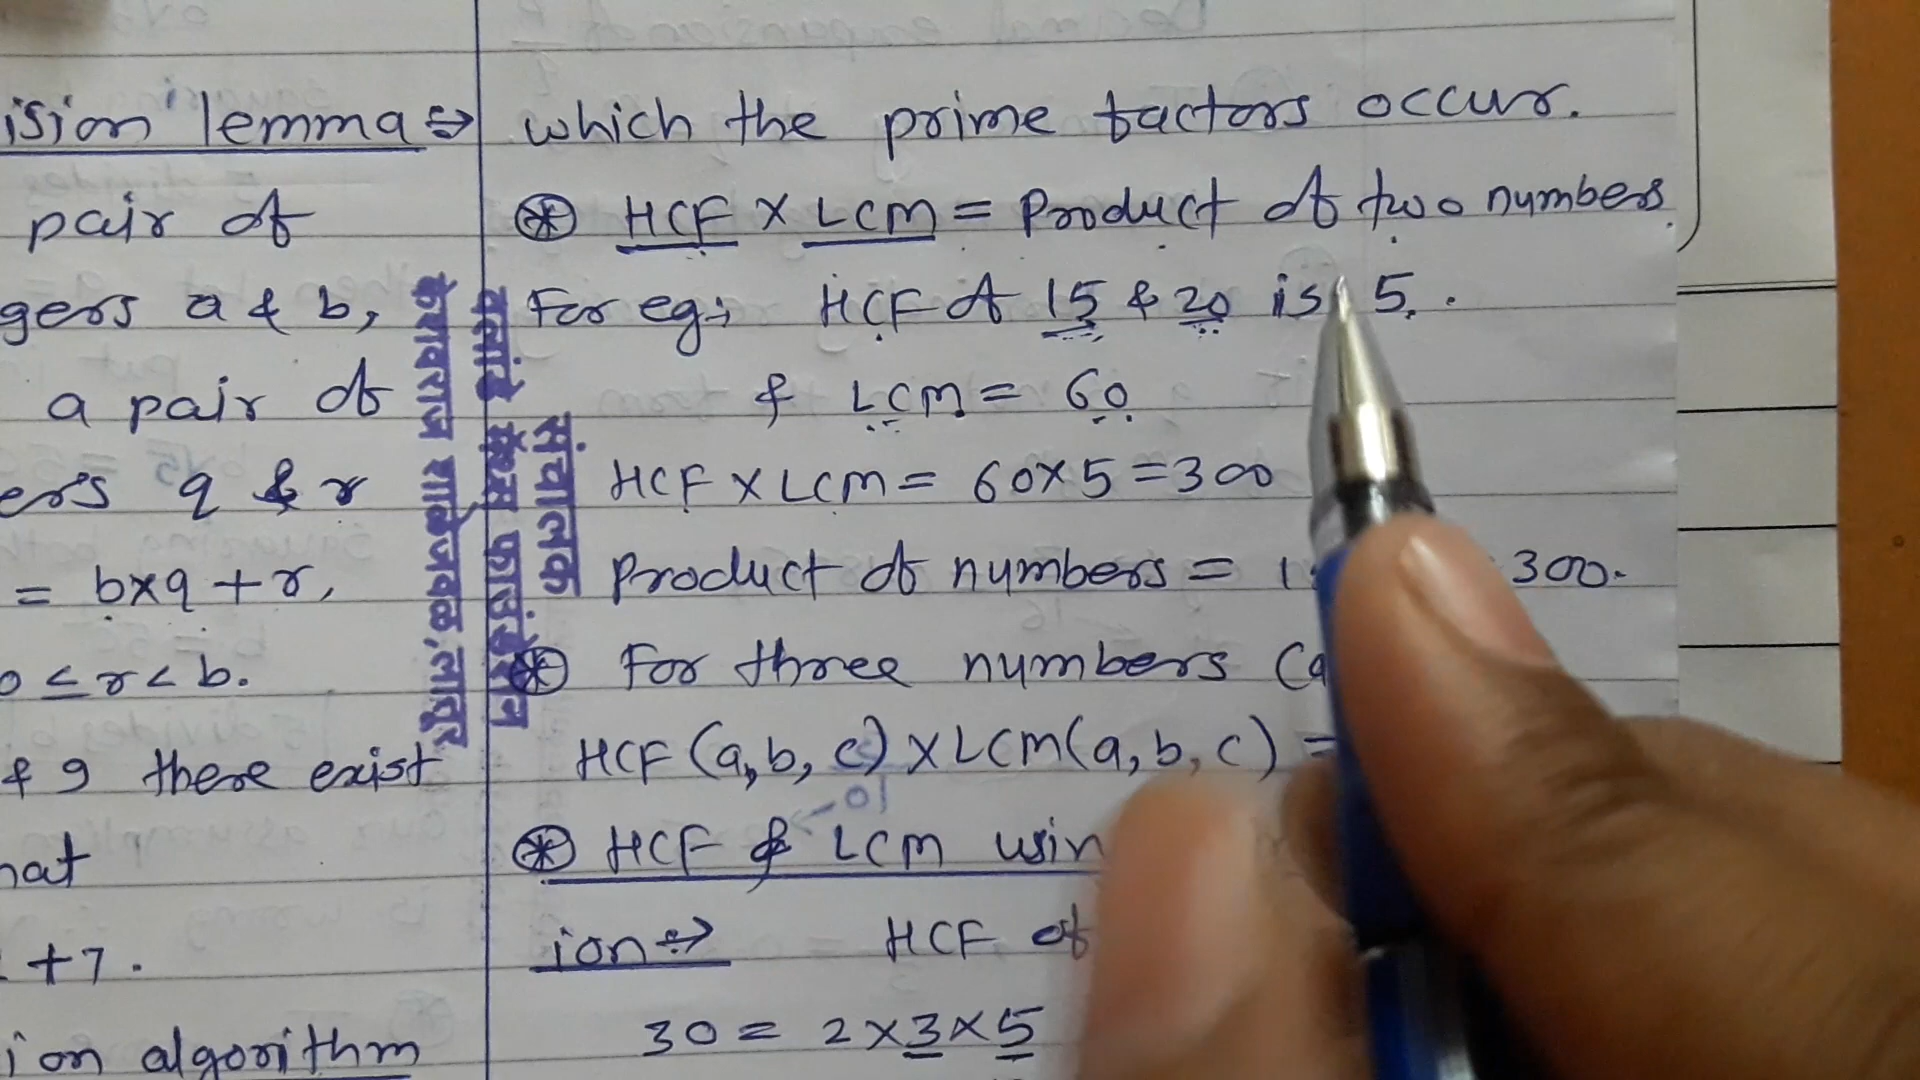 ision lemma ⇒
pair of
gers a & b,
a pair of
ers q & r
= b×q + r,
0 ≤ r < b.
& 9 there exist
hat
+7.
ion algorithm
which the prime factors occur.
⊛ HCF × LCM = Product of two numbers.
For eg:- HCF of 15 & 20 is 5.
& LCM = 60
HCF × LCM = 60×5 = 300
Product of numbers = 1 300.
⊛ For three numbers (a
HCF (a, b, c) × LCM (a, b, c) =
⊛ HCF & LCM usin
ion ⇒ HCF of
30 = 2 × 3 × 5
केशवराज शाळेजवळ, लातूर
संचालक